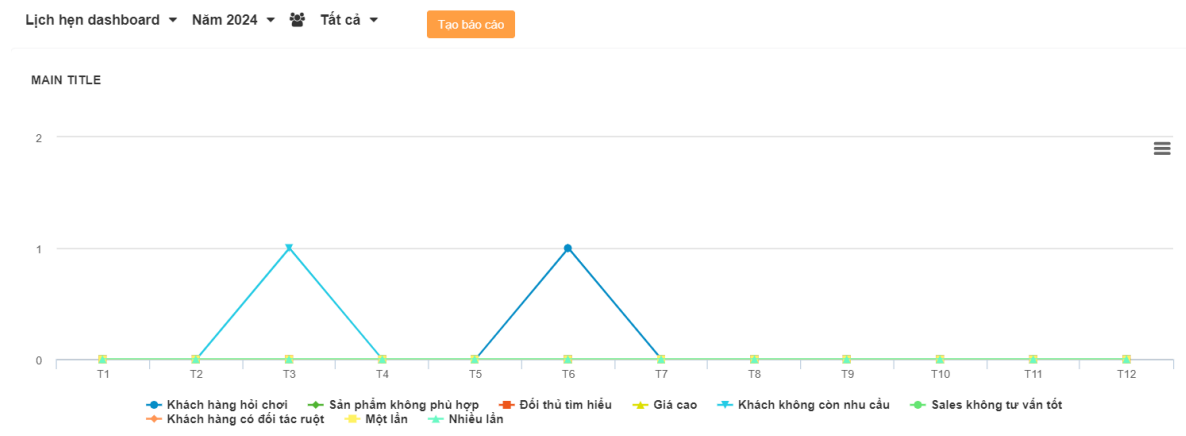 Lịch hẹn dashboard Năm 2024 Tất cả Tạo báo cáo
MAIN TITLE
2
1
0
T1 T2 T3 T4 T5 T6 T7 T8 T9 T10 T11 T12
Khách hàng hỏi chơi Sản phẩm không phù hợp Đối thủ tìm hiểu Giá cao Khách không còn nhu cầu Sales không tư vấn tốt
Khách hàng có đối tác ruột Một lần Nhiều lần